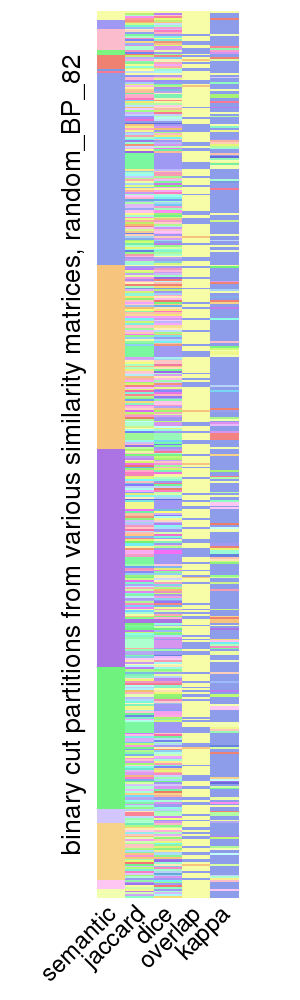 binary cut partitions from various similarity matrices, random_BP_82
semantic
jaccard
dice
overlap
kappa